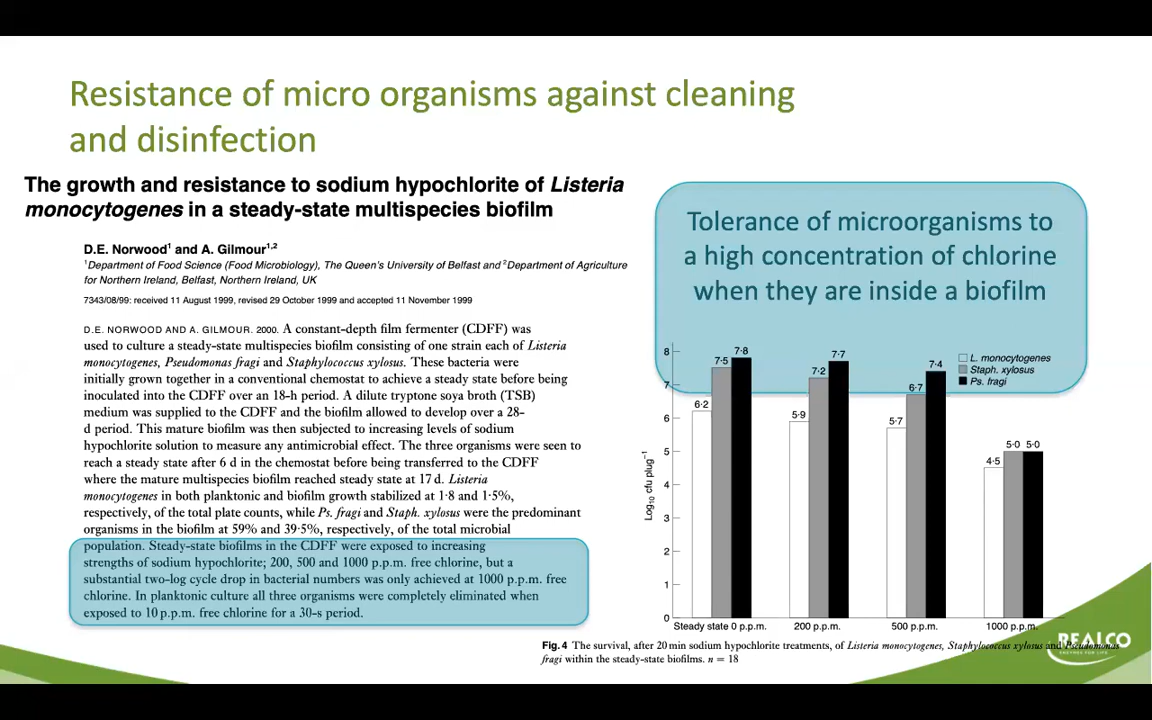 Resistance of micro organisms against cleaning
and disinfection
The growth and resistance to sodium hypochlorite of Listeria
monocytogenes in a steady-state multispecies biofilm
D.E. Norwood¹ and A. Gilmour¹,²
¹Department of Food Science (Food Microbiology), The Queen's University of Belfast and ²Department of Agriculture
for Northern Ireland, Belfast, Northern Ireland, UK
7343/08/99: received 11 August 1999, revised 29 October 1999 and accepted 11 November 1999
D.E. NORWOOD AND A. GILMOUR. 2000. A constant-depth film fermenter (CDFF) was
used to culture a steady-state multispecies biofilm consisting of one strain each of Listeria
monocytogenes, Pseudomonas fragi and Staphylococcus xylosus. These bacteria were
initially grown together in a conventional chemostat to achieve a steady state before being
inoculated into the CDFF over an 18-h period. A dilute tryptone soya broth (TSB)
medium was supplied to the CDFF and the biofilm allowed to develop over a 28-
d period. This mature biofilm was then subjected to increasing levels of sodium
hypochlorite solution to measure any antimicrobial effect. The three organisms were seen to
reach a steady state after 6 d in the chemostat before being transferred to the CDFF
where the mature multispecies biofilm reached steady state at 17 d. Listeria
monocytogenes in both planktonic and biofilm growth stabilized at 1·8 and 1·5%,
respectively, of the total plate counts, while Ps. fragi and Staph. xylosus were the predominant
organisms in the biofilm at 59% and 39·5%, respectively, of the total microbial
population. Steady-state biofilms in the CDFF were exposed to increasing
strengths of sodium hypochlorite; 200, 500 and 1000 p.p.m. free chlorine, but a
substantial two-log cycle drop in bacterial numbers was only achieved at 1000 p.p.m. free
chlorine. In planktonic culture all three organisms were completely eliminated when
exposed to 10 p.p.m. free chlorine for a 30-s period.
Tolerance of microorganisms to
a high concentration of chlorine
when they are inside a biofilm
L. monocytogenes
Staph. xylosus
Ps. fragi
Log₁₀ cfu plug⁻¹
8
7
6
5
4
3
2
1
0
6·2 7·5 7·8
5·9 7·2 7·7
5·7 6·7 7·4
4·5 5·0 5·0
Steady state 0 p.p.m. 200 p.p.m. 500 p.p.m. 1000 p.p.m.
Fig. 4 The survival, after 20 min sodium hypochlorite treatments, of Listeria monocytogenes, Staphylococcus xylosus and Pseudomonas
fragi within the steady-state biofilms. n = 18
REALCO
ENZYMES FOR LIFE